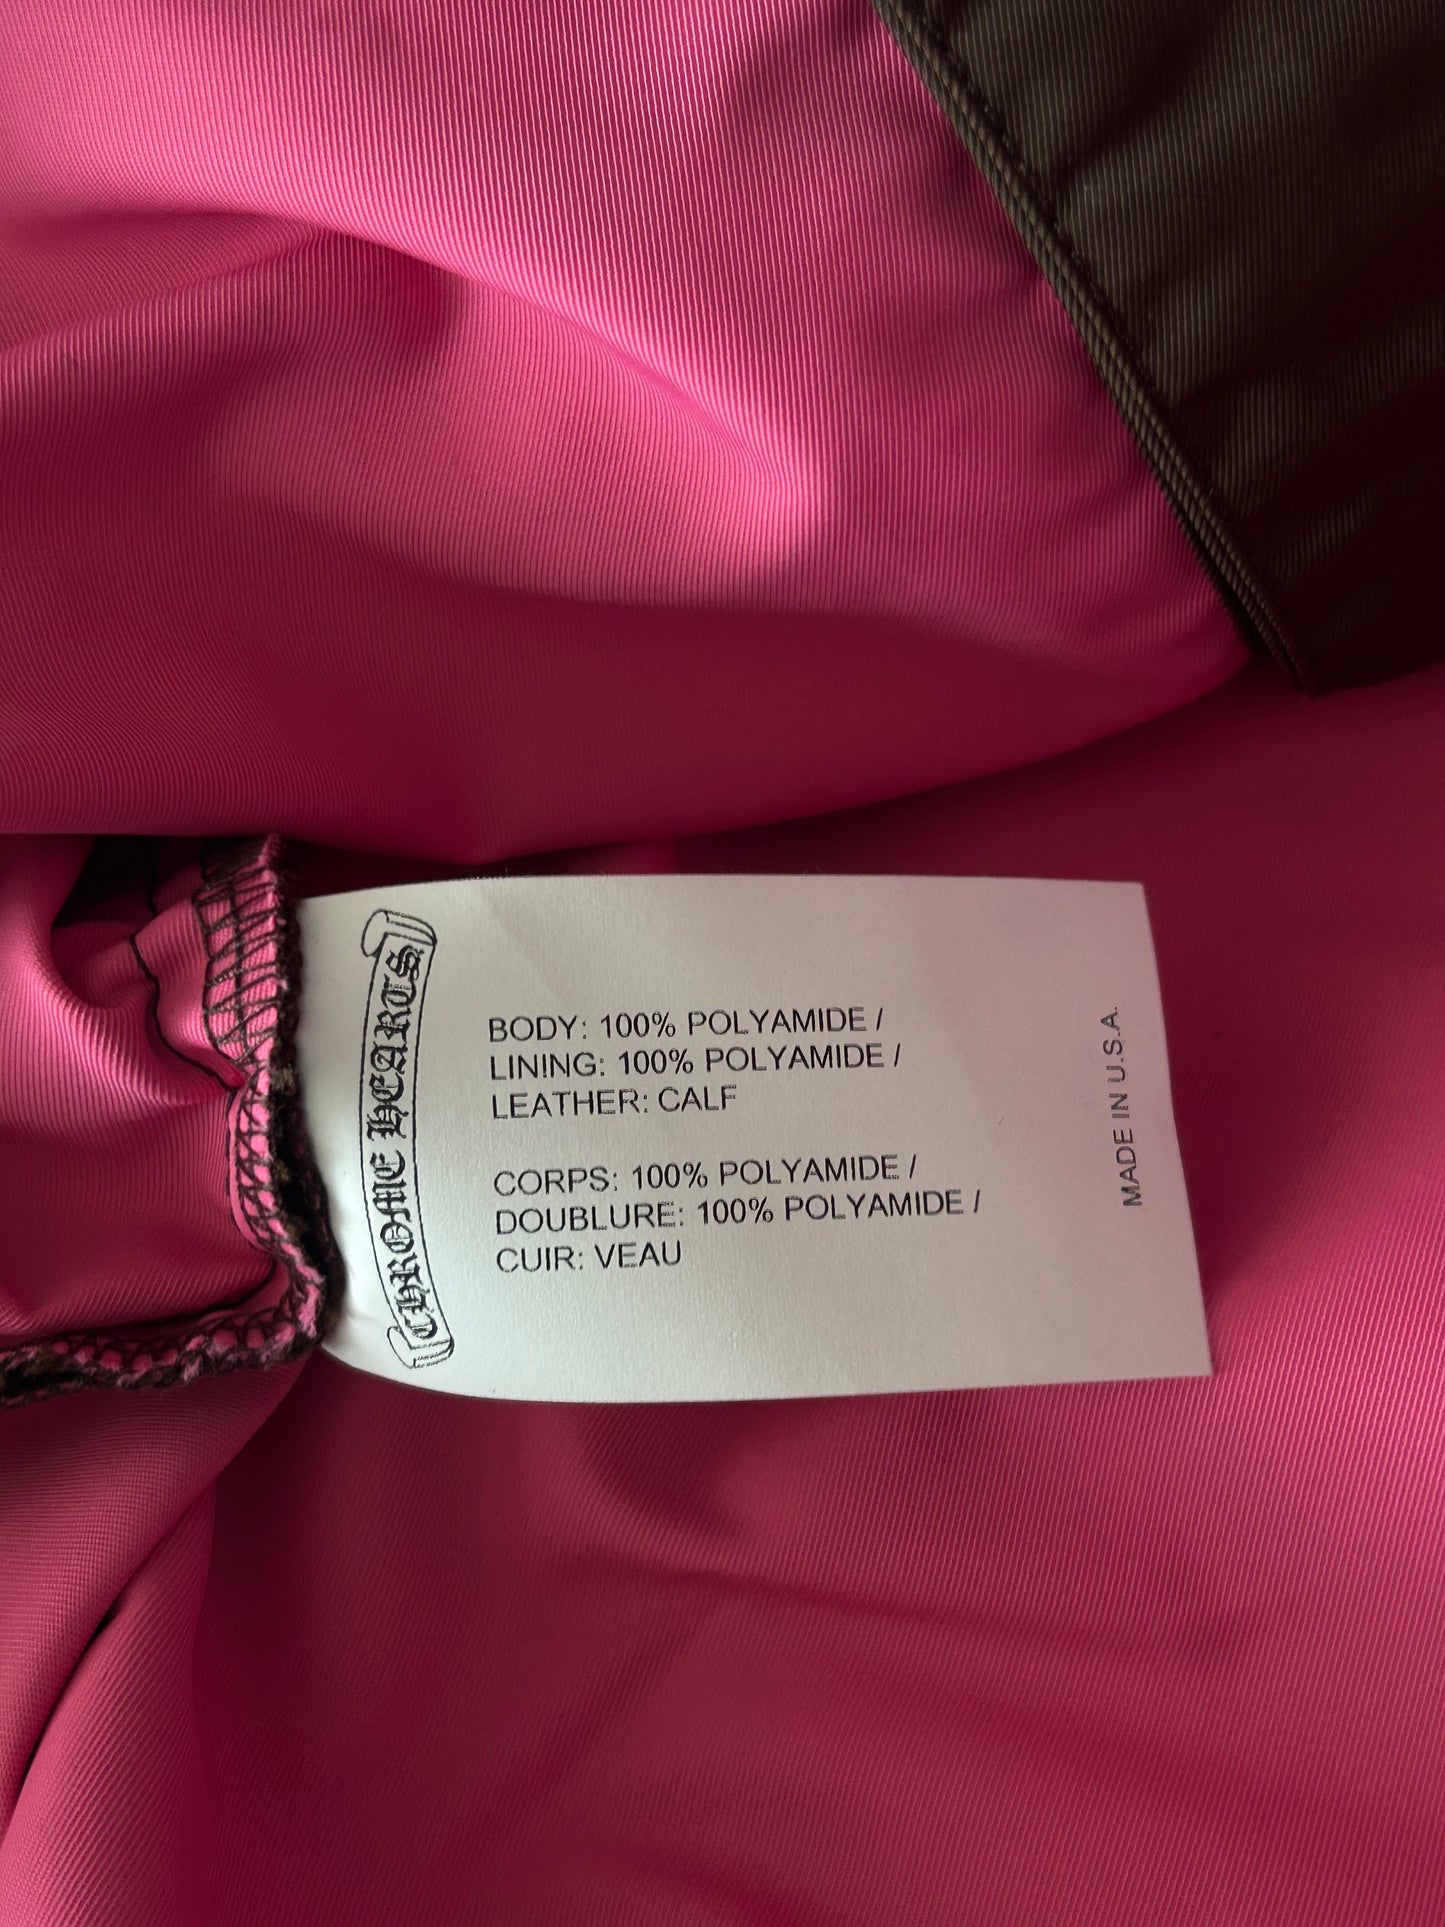 CHROME HEARTS
BODY: 100% POLYAMIDE /
LINING: 100% POLYAMIDE /
LEATHER: CALF
CORPS: 100% POLYAMIDE /
DOUBLURE: 100% POLYAMIDE /
CUIR: VEAU
MADE IN U.S.A.